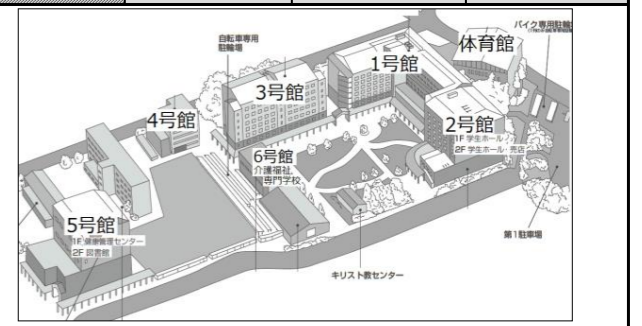 バイク専用駐輪場
自転車専用
駐輪場
体育館
1号館
3号館
4号館
2号館
1F 学生ホール
2F 学生ホール・売店
6号館
介護福祉
専門学校
5号館
1F 健康管理センター
2F 図書館
第1駐車場
キリスト教センター